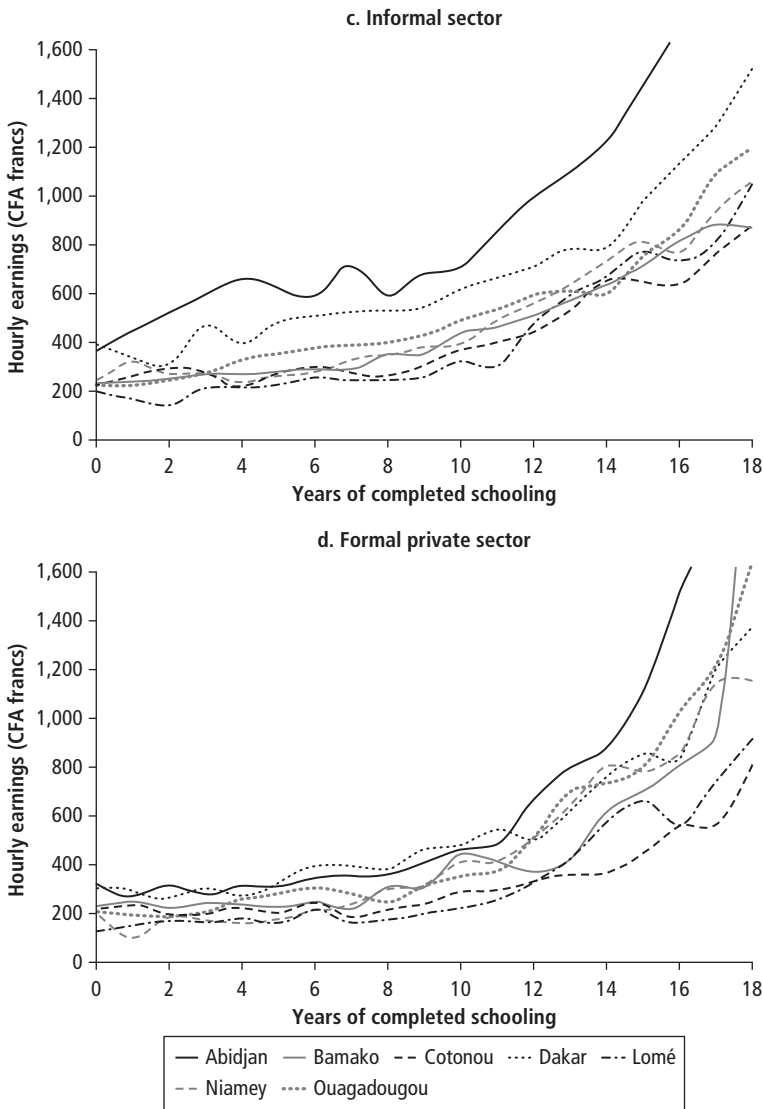 c. Informal sector
1,600
1,400
1,200
1,000
800
600
400
200
0
Hourly earnings (CFA francs)
0 2 4 6 8 10 12 14 16 18
Years of completed schooling
d. Formal private sector
1,600
1,400
1,200
1,000
800
600
400
200
0
Hourly earnings (CFA francs)
0 2 4 6 8 10 12 14 16 18
Years of completed schooling
Abidjan Bamako Cotonou Dakar Lomé
Niamey Ouagadougou